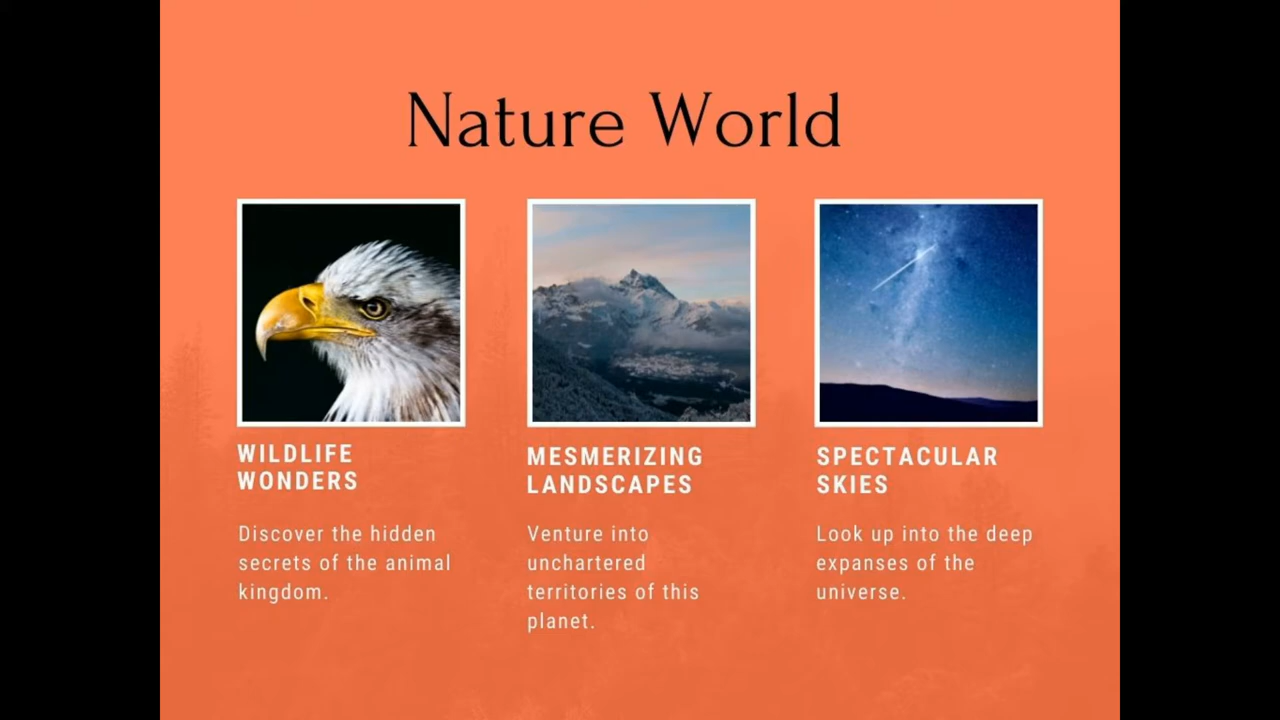 Nature World
WILDLIFE
WONDERS
Discover the hidden
secrets of the animal
kingdom.
MESMERIZING
LANDSCAPES
Venture into
unchartered
territories of this
planet.
SPECTACULAR
SKIES
Look up into the deep
expanses of the
universe.